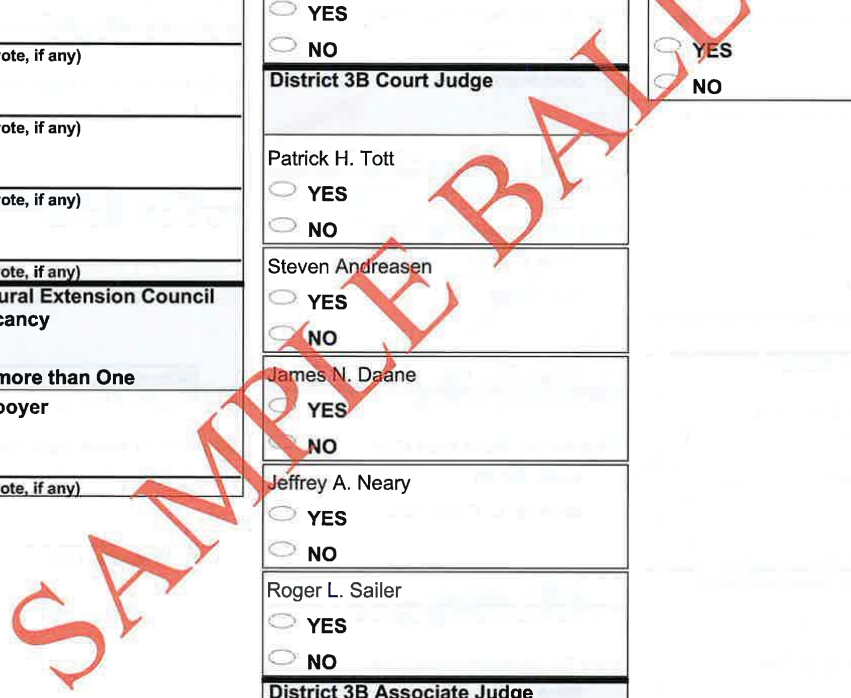 ote, if any)
ote, if any)
ote, if any)
ote, if any)
ural Extension Council
cancy
more than One
ooyer
ote, if any)
YES
NO
District 3B Court Judge
Patrick H. Tott
YES
NO
Steven Andreasen
YES
NO
James N. Daane
YES
NO
Jeffrey A. Neary
YES
NO
Roger L. Sailer
YES
NO
District 3B Associate Judge
YES
NO
SAMPLE BALL